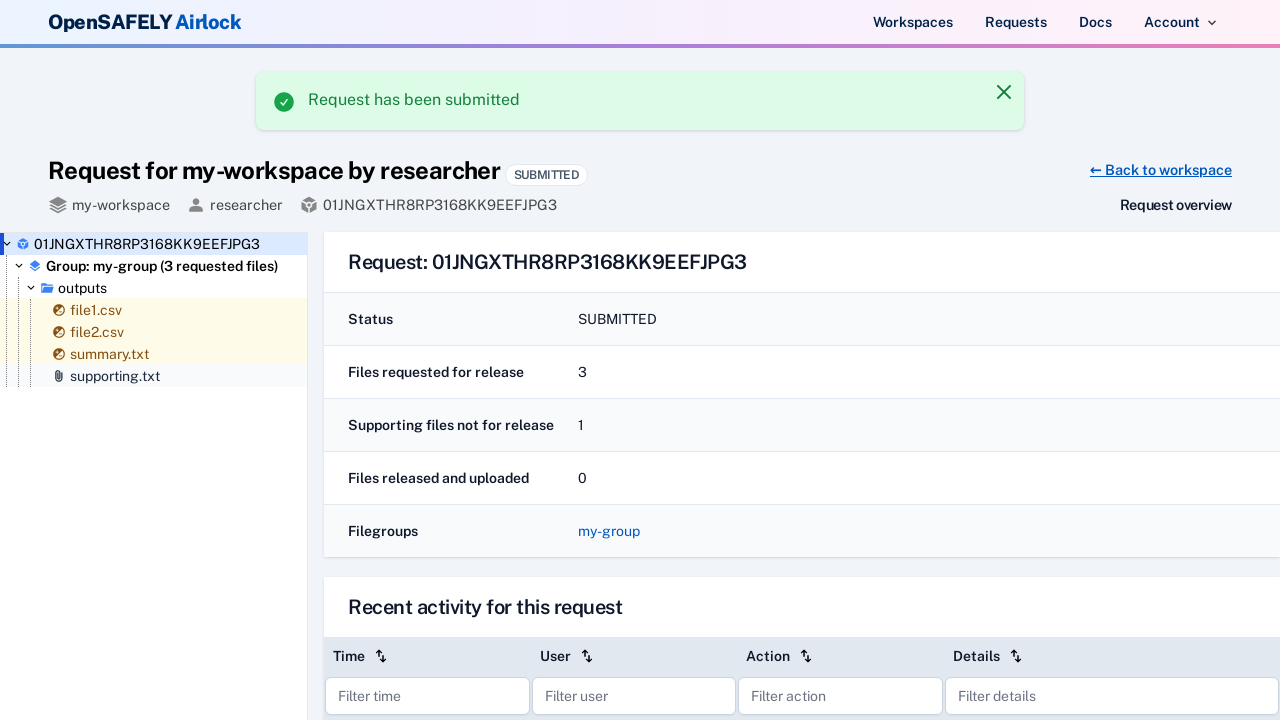 OpenSAFELY Airlock
Workspaces Requests Docs Account
Request has been submitted
Request for my-workspace by researcher SUBMITTED
← Back to workspace
my-workspace researcher 01JNGXTHR8RP3168KK9EEFJPG3
Request overview
01JNGXTHR8RP3168KK9EEFJPG3
Group: my-group (3 requested files)
outputs
file1.csv
file2.csv
summary.txt
supporting.txt
Request: 01JNGXTHR8RP3168KK9EEFJPG3
Status SUBMITTED
Files requested for release 3
Supporting files not for release 1
Files released and uploaded 0
Filegroups my-group
Recent activity for this request
Time User Action Details
Filter time Filter user Filter action Filter details